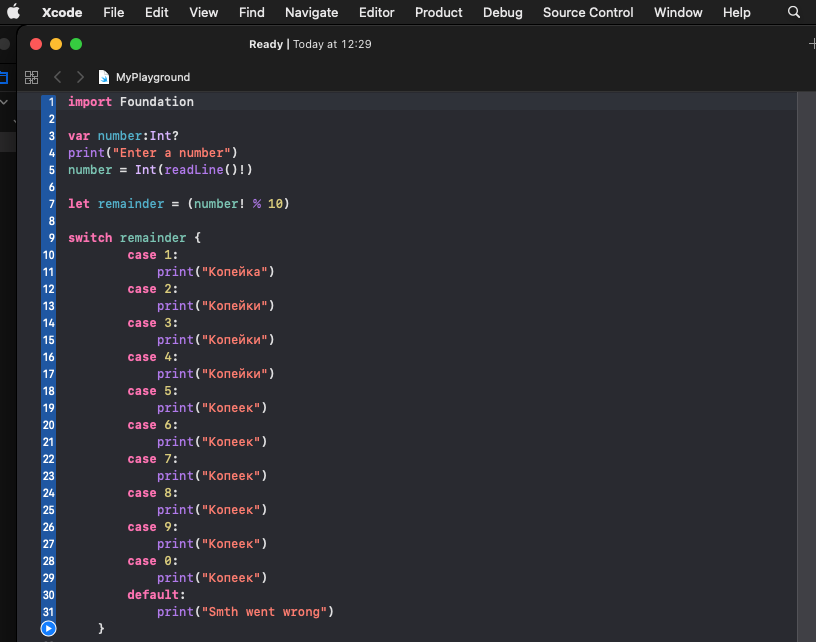 Xcode File Edit View Find Navigate Editor Product Debug Source Control Window Help
Ready | Today at 12:29
MyPlayground
1 import Foundation
2
3 var number:Int?
4 print("Enter a number")
5 number = Int(readLine()!)
6
7 let remainder = (number! % 10)
8
9 switch remainder {
10 case 1:
11 print("Копейка")
12 case 2:
13 print("Копейки")
14 case 3:
15 print("Копейки")
16 case 4:
17 print("Копейки")
18 case 5:
19 print("Копеек")
20 case 6:
21 print("Копеек")
22 case 7:
23 print("Копеек")
24 case 8:
25 print("Копеек")
26 case 9:
27 print("Копеек")
28 case 0:
29 print("Копеек")
30 default:
31 print("Smth went wrong")
}